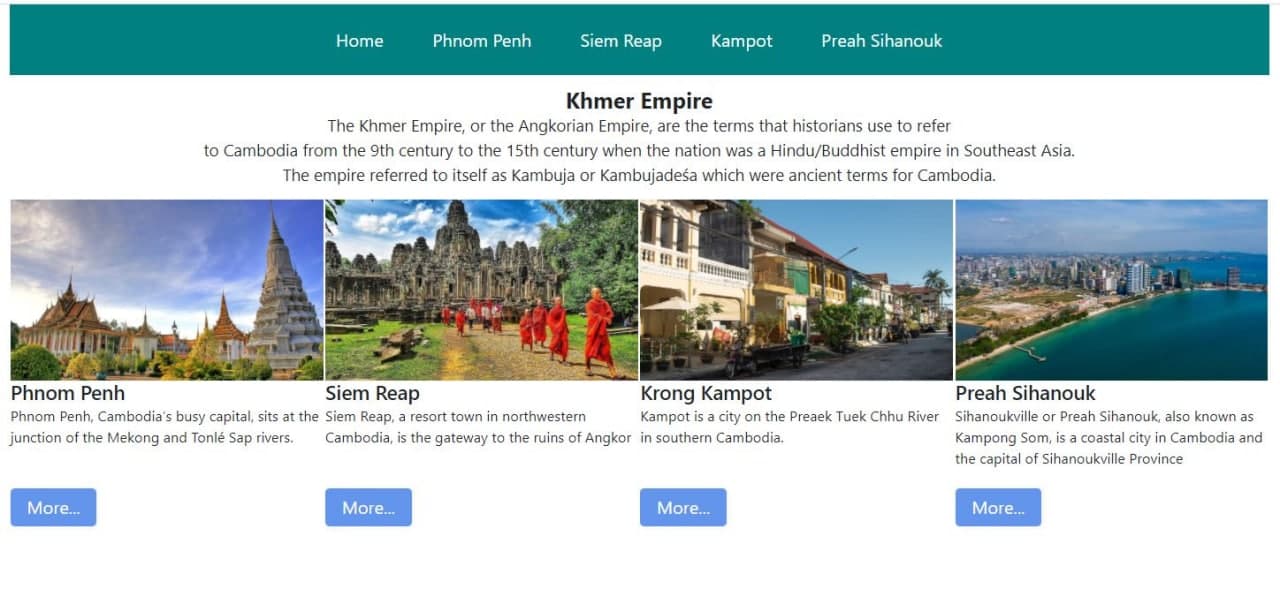 Home Phnom Penh Siem Reap Kampot Preah Sihanouk
Khmer Empire
The Khmer Empire, or the Angkorian Empire, are the terms that historians use to refer
to Cambodia from the 9th century to the 15th century when the nation was a Hindu/Buddhist empire in Southeast Asia.
The empire referred to itself as Kambuja or Kambujadeśa which were ancient terms for Cambodia.
Phnom Penh
Phnom Penh, Cambodia's busy capital, sits at the
junction of the Mekong and Tonlé Sap rivers.
More...
Siem Reap
Siem Reap, a resort town in northwestern
Cambodia, is the gateway to the ruins of Angkor
More...
Krong Kampot
Kampot is a city on the Preaek Tuek Chhu River
in southern Cambodia.
More...
Preah Sihanouk
Sihanoukville or Preah Sihanouk, also known as
Kampong Som, is a coastal city in Cambodia and
the capital of Sihanoukville Province
More...